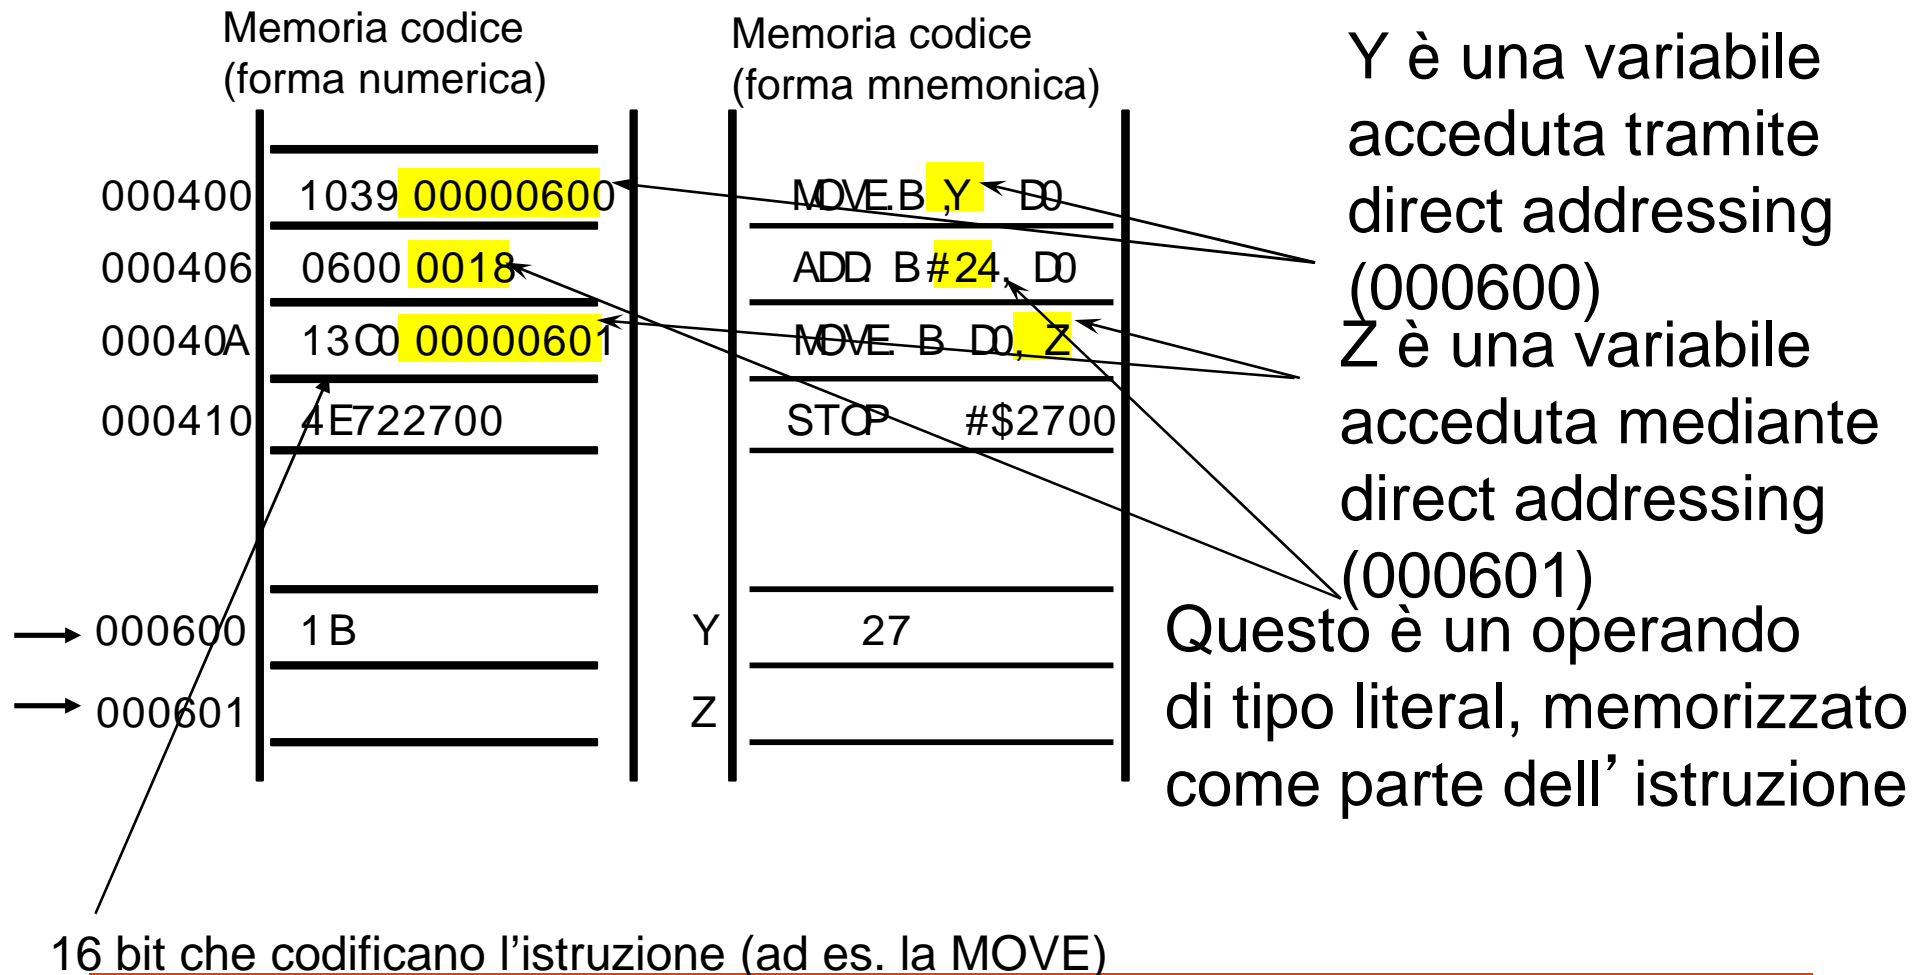 Memoria codice
(forma numerica)
Memoria codice
(forma mnemonica)
000400 1039 00000600 MOVE.B ,Y D0
000406 0600 0018 ADD. B #24, D0
00040A 13C0 00000601 MOVE. B D0, Z
000410 4E722700 STOP #$2700
000600 1B Y 27
000601 Z
Y è una variabile
acceduta tramite
direct addressing
(000600)
Z è una variabile
acceduta mediante
direct addressing
(000601)
Questo è un operando
di tipo literal, memorizzato
come parte dell’ istruzione
16 bit che codificano l’istruzione (ad es. la MOVE)